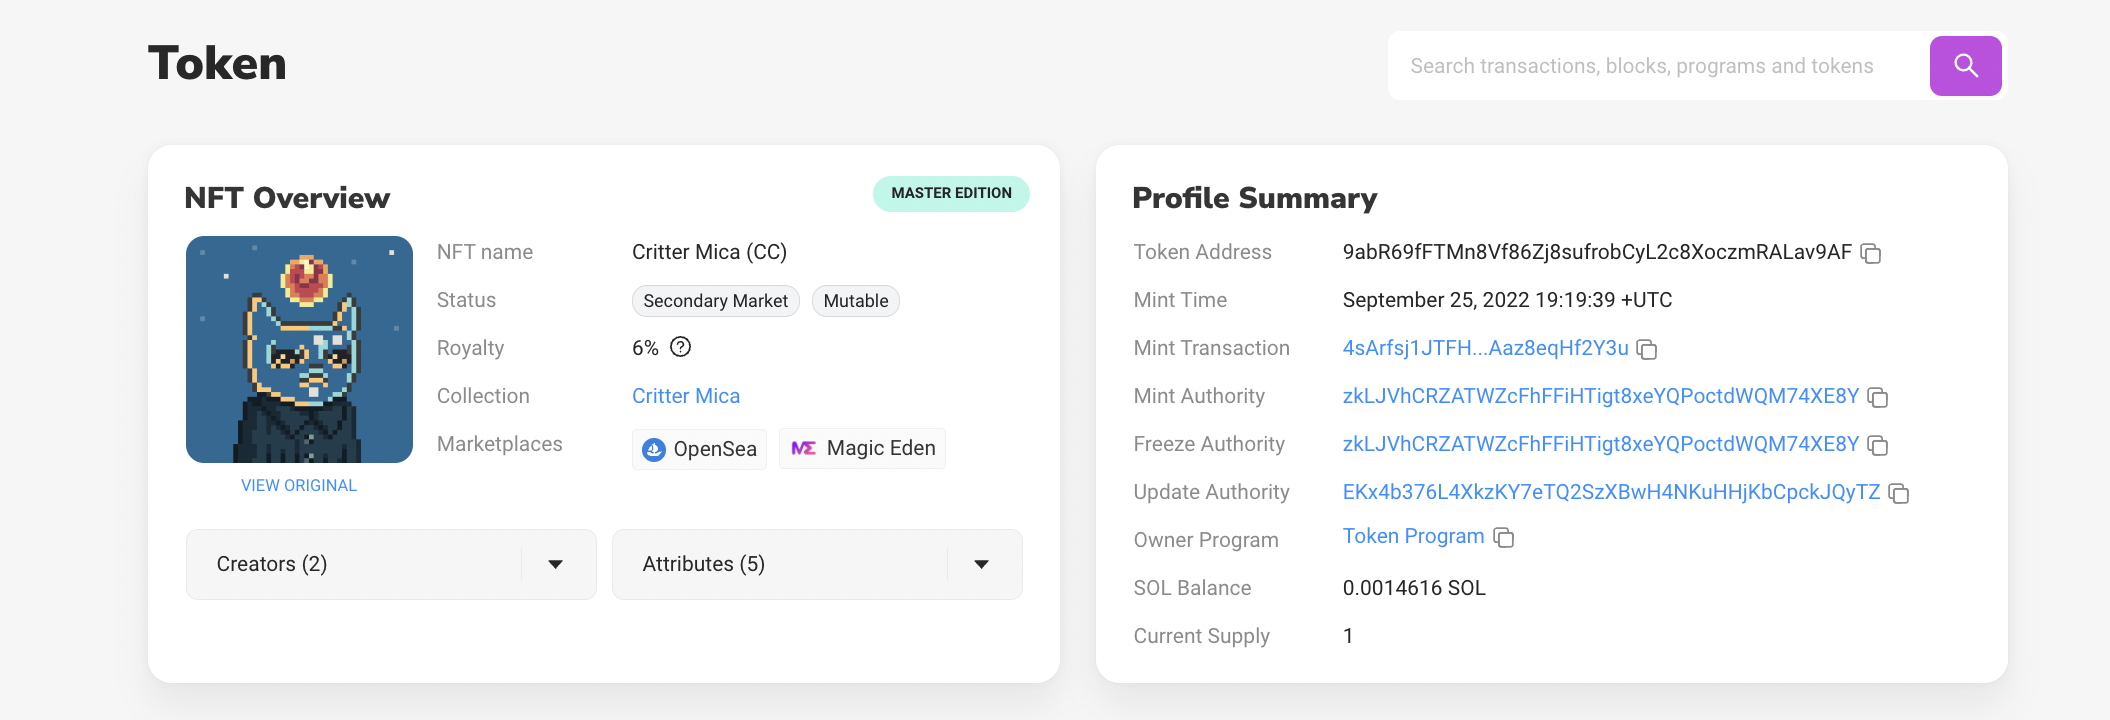 Token
Search transactions, blocks, programs and tokens
NFT Overview
MASTER EDITION
NFT name Critter Mica (CC)
Status Secondary Market Mutable
Royalty 6%
Collection Critter Mica
Marketplaces OpenSea Magic Eden
VIEW ORIGINAL
Creators (2)
Attributes (5)
Profile Summary
Token Address 9abR69fFTMn8Vf86Zj8sufrobCyL2c8XoczmRALav9AF
Mint Time September 25, 2022 19:19:39 +UTC
Mint Transaction 4sArfsj1JTFH...Aaz8eqHf2Y3u
Mint Authority zkLJVhCRZATWZcFhFFiHTigt8xeYQPoctdWQM74XE8Y
Freeze Authority zkLJVhCRZATWZcFhFFiHTigt8xeYQPoctdWQM74XE8Y
Update Authority EKx4b376L4XkzKY7eTQ2SzXBwH4NKuHHjKbCpckJQyTZ
Owner Program Token Program
SOL Balance 0.0014616 SOL
Current Supply 1